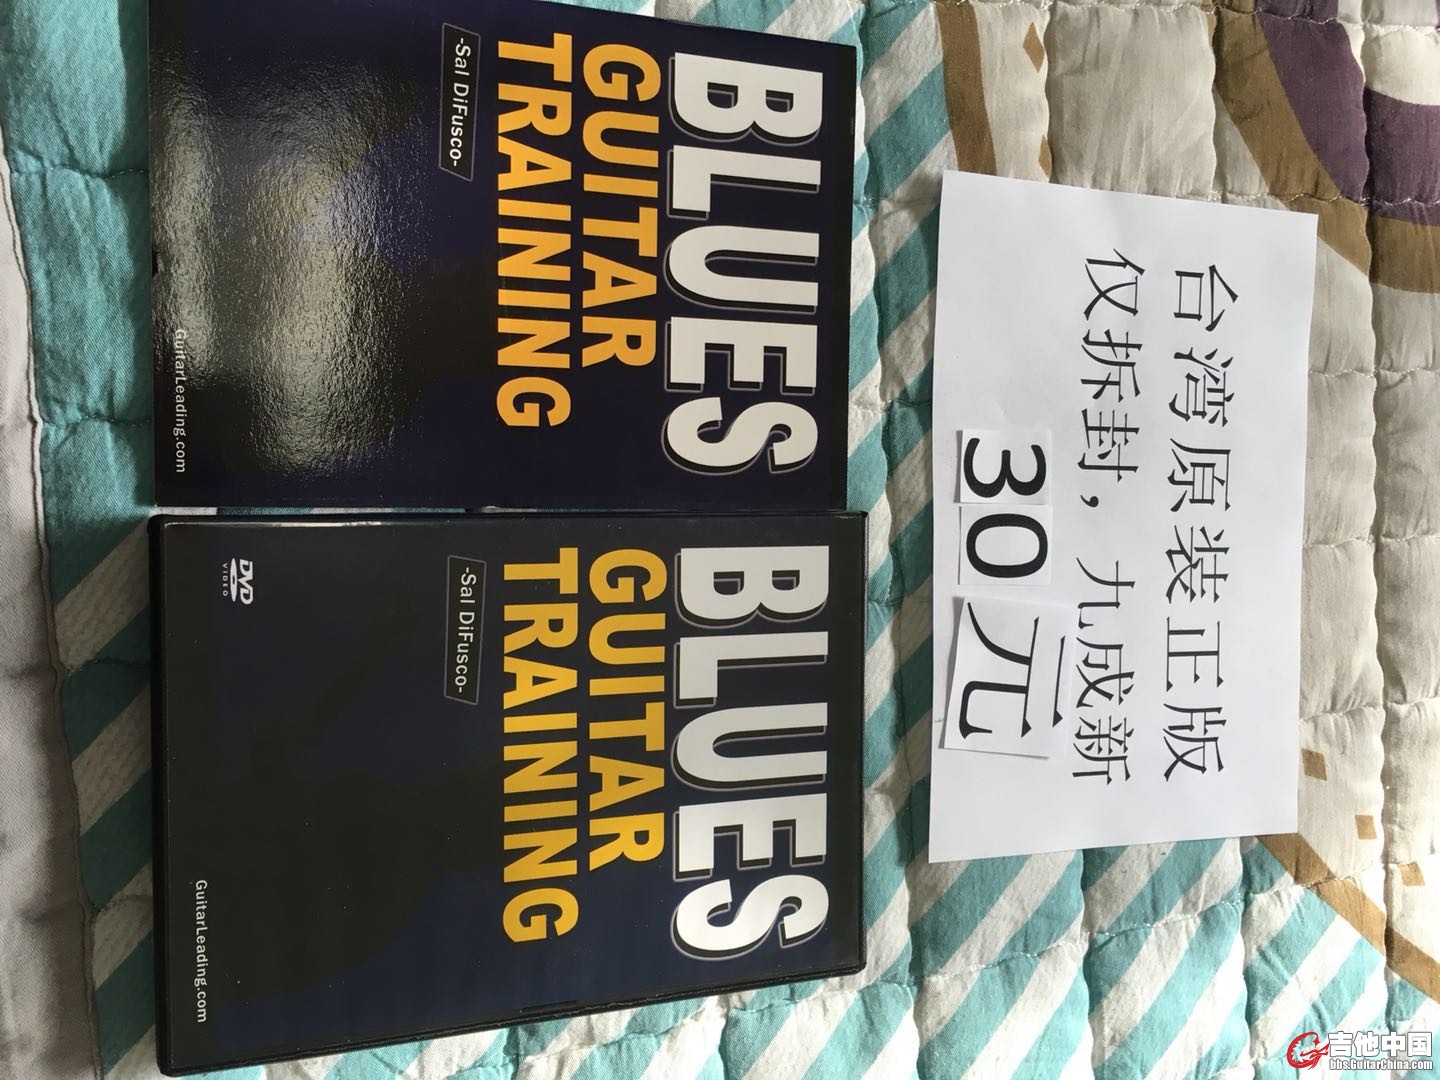 台湾原装正版
仅拆封，九成新
30元
BLUES
GUITAR
TRAINING
-Sal DiFusco-
GuitarLeading.com
BLUES
GUITAR
TRAINING
-Sal DiFusco-
DVD
VIDEO
GuitarLeading.com
吉他中国
bbs.GuitarChina.com